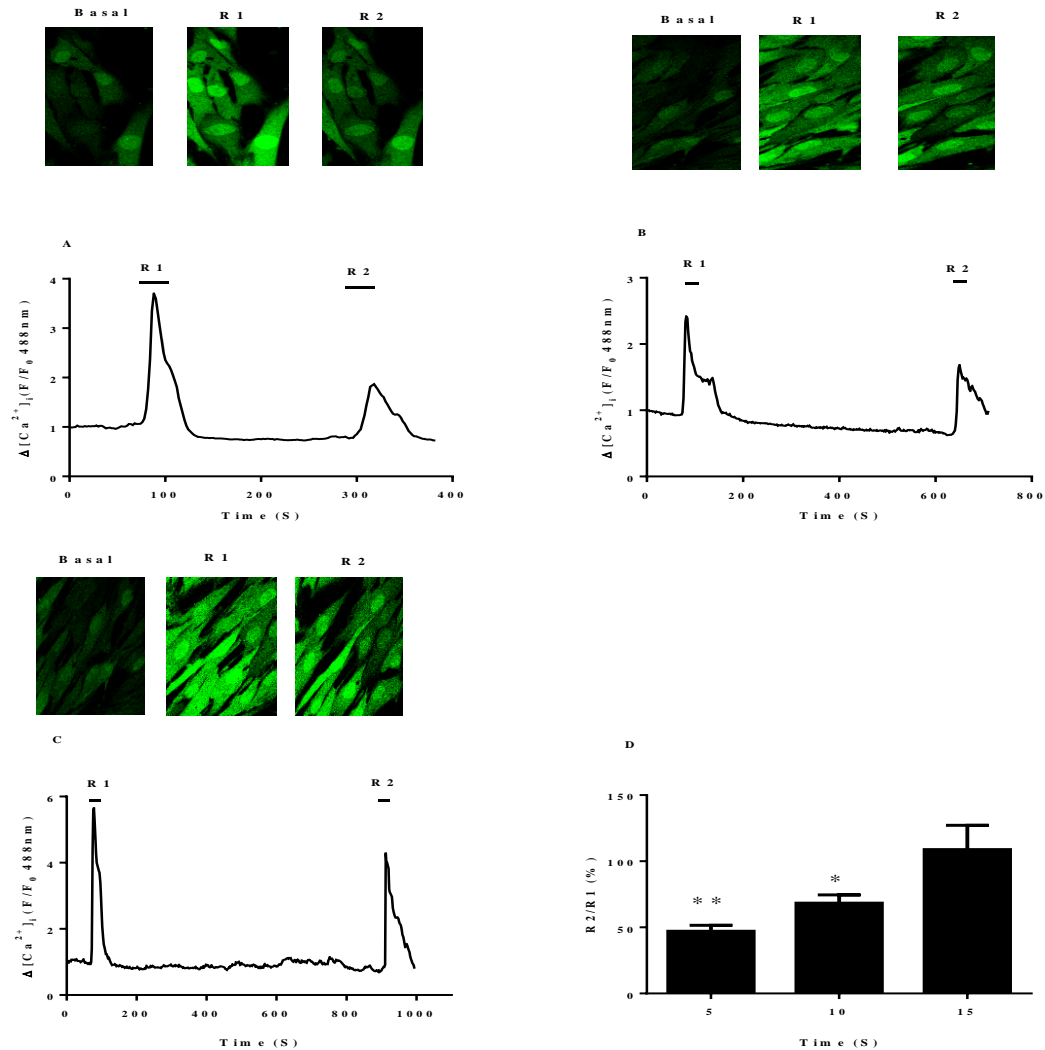 Basal R1 R2
Basal R1 R2
A
R1 R2
Δ[Ca²⁺]ᵢ(F/F₀ 488nm)
4
3
2
1
0
0 100 200 300 400
Time (S)
B
R1 R2
Δ[Ca²⁺]ᵢ(F/F₀ 488nm)
3
2
1
0
0 200 400 600 800
Time (S)
Basal R1 R2
C
R1 R2
Δ[Ca²⁺]ᵢ(F/F₀ 488nm)
6
4
2
0
0 200 400 600 800 1000
Time (S)
D
R2/R1 (%)
150
100
50
0
** *
5 10 15
Time (S)